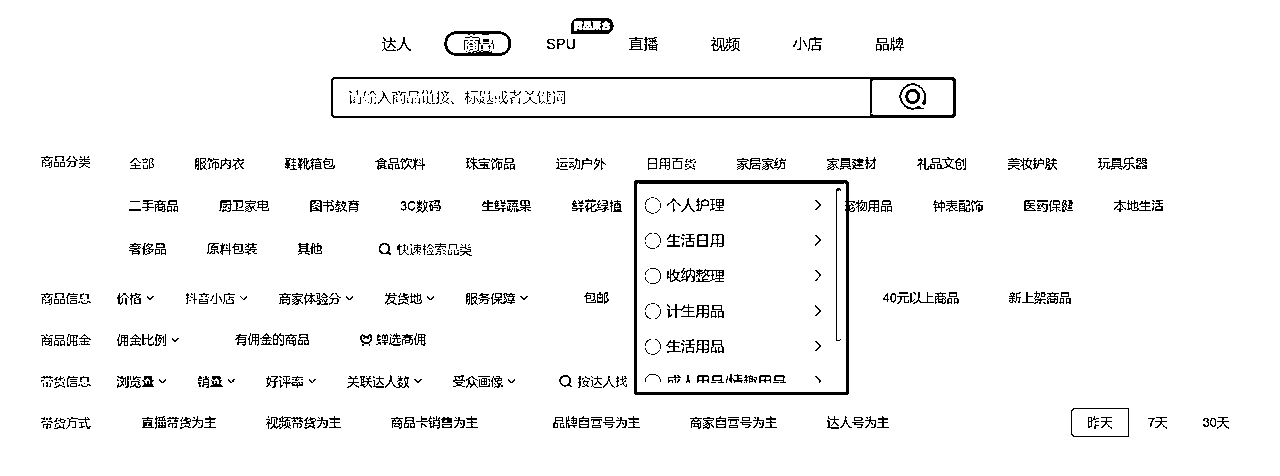 达人 商品 SPU 直播 视频 小店 品牌
请输入商品链接、标题或者关键词
商品分类 全部 服饰内衣 鞋靴箱包 食品饮料 珠宝饰品 运动户外 日用百货 家居家纺 家具建材 礼品文创 美妆护肤 玩具乐器
二手商品 厨卫家电 图书教育 3C数码 生鲜蔬果 鲜花绿植 宠物用品 钟表配饰 医药保健 本地生活
奢侈品 原料包装 其他 快速检索品类
个人护理
生活日用
收纳整理
计生用品
生活用品
成人用品/情趣用品
商品信息 价格 抖音小店 商家体验分 发货地 服务保障 包邮 40元以上商品 新上架商品
商品佣金 佣金比例 有佣金的商品 蝉选高佣
带货信息 浏览量 销量 好评率 关联达人数 受众画像 按达人找
带货方式 直播带货为主 视频带货为主 商品卡销售为主 品牌自营号为主 商家自营号为主 达人号为主 昨天 7天 30天